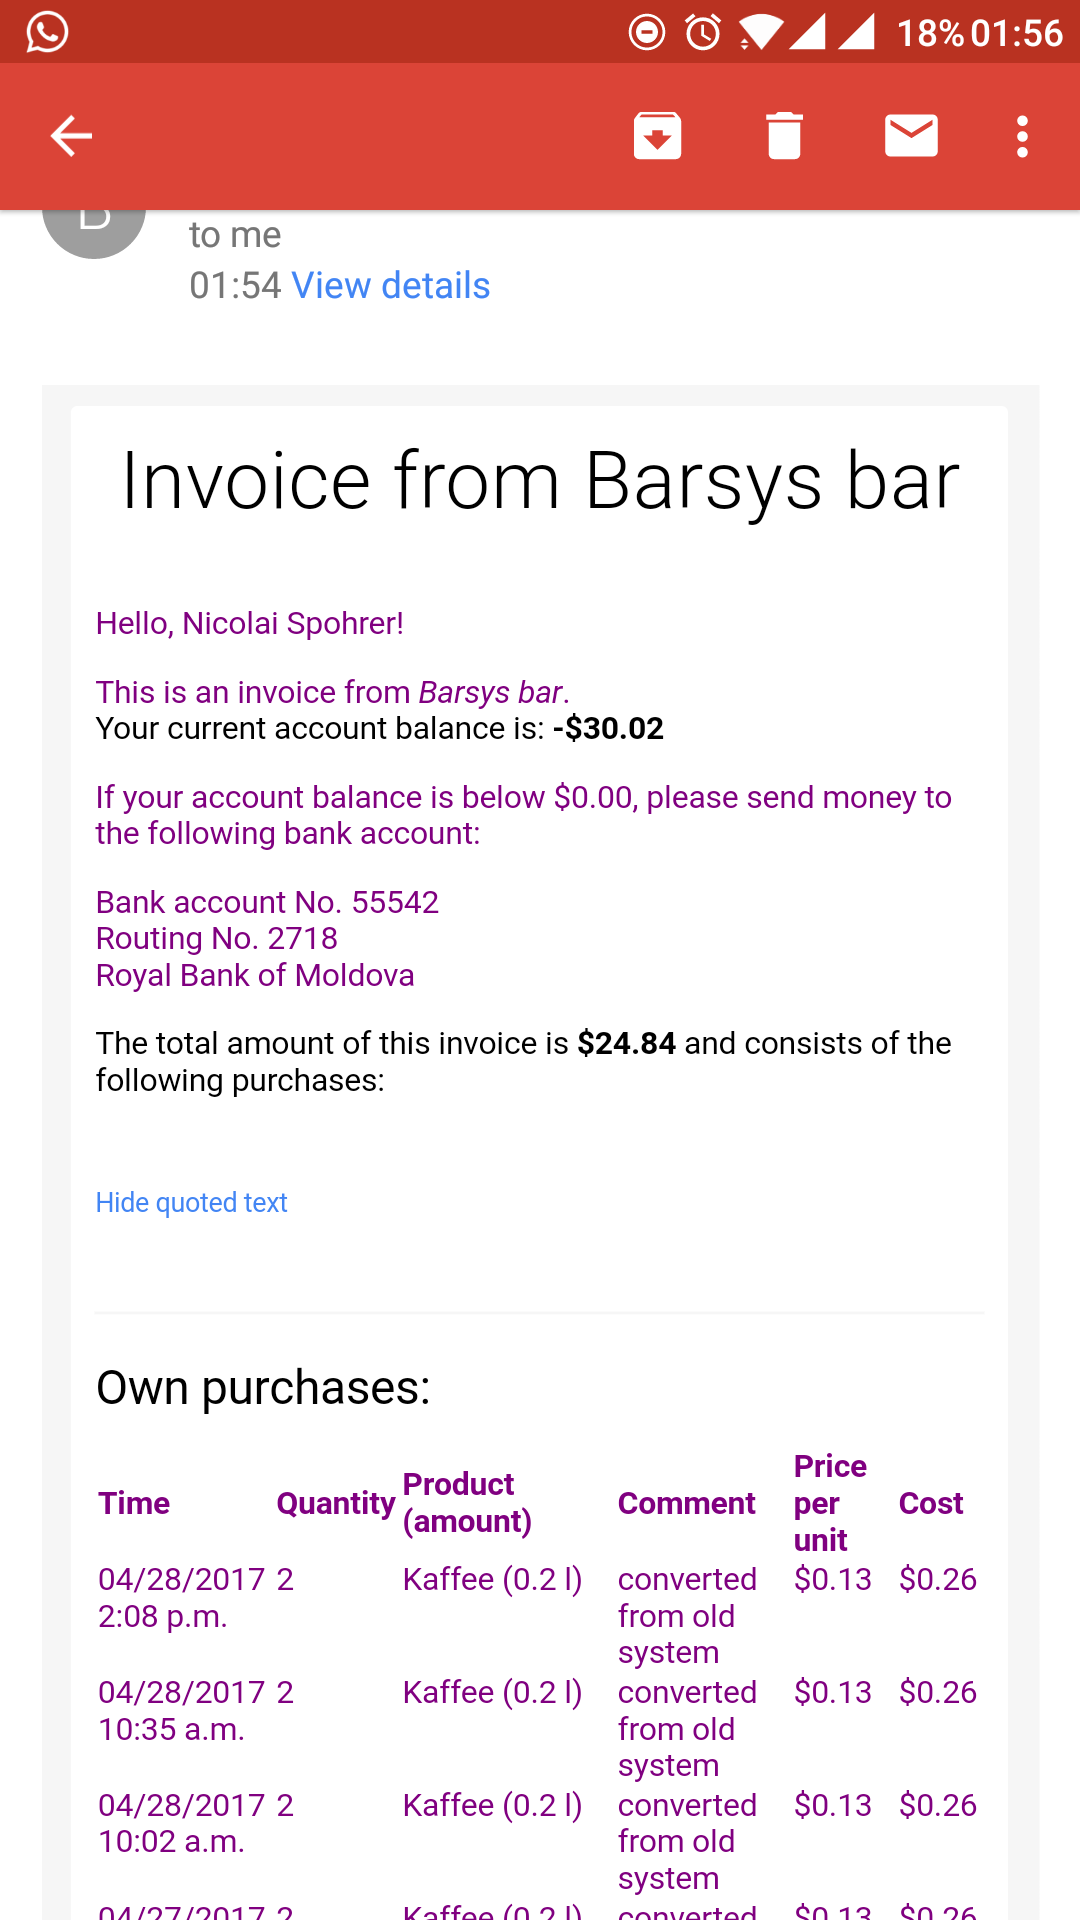 18% 01:56
to me
01:54 View details
Invoice from Barsys bar
Hello, Nicolai Spohrer!
This is an invoice from Barsys bar.
Your current account balance is: -$30.02
If your account balance is below $0.00, please send money to
the following bank account:
Bank account No. 55542
Routing No. 2718
Royal Bank of Moldova
The total amount of this invoice is $24.84 and consists of the
following purchases:
Hide quoted text
Own purchases:
Time Quantity Product (amount) Comment Price per unit Cost
04/28/2017 2 Kaffee (0.2 l) converted $0.13 $0.26
2:08 p.m. from old
system
04/28/2017 2 Kaffee (0.2 l) converted $0.13 $0.26
10:35 a.m. from old
system
04/28/2017 2 Kaffee (0.2 l) converted $0.13 $0.26
10:02 a.m. from old
system
04/27/2017 2 Kaffee (0.2 l) converted $0.13 $0.26